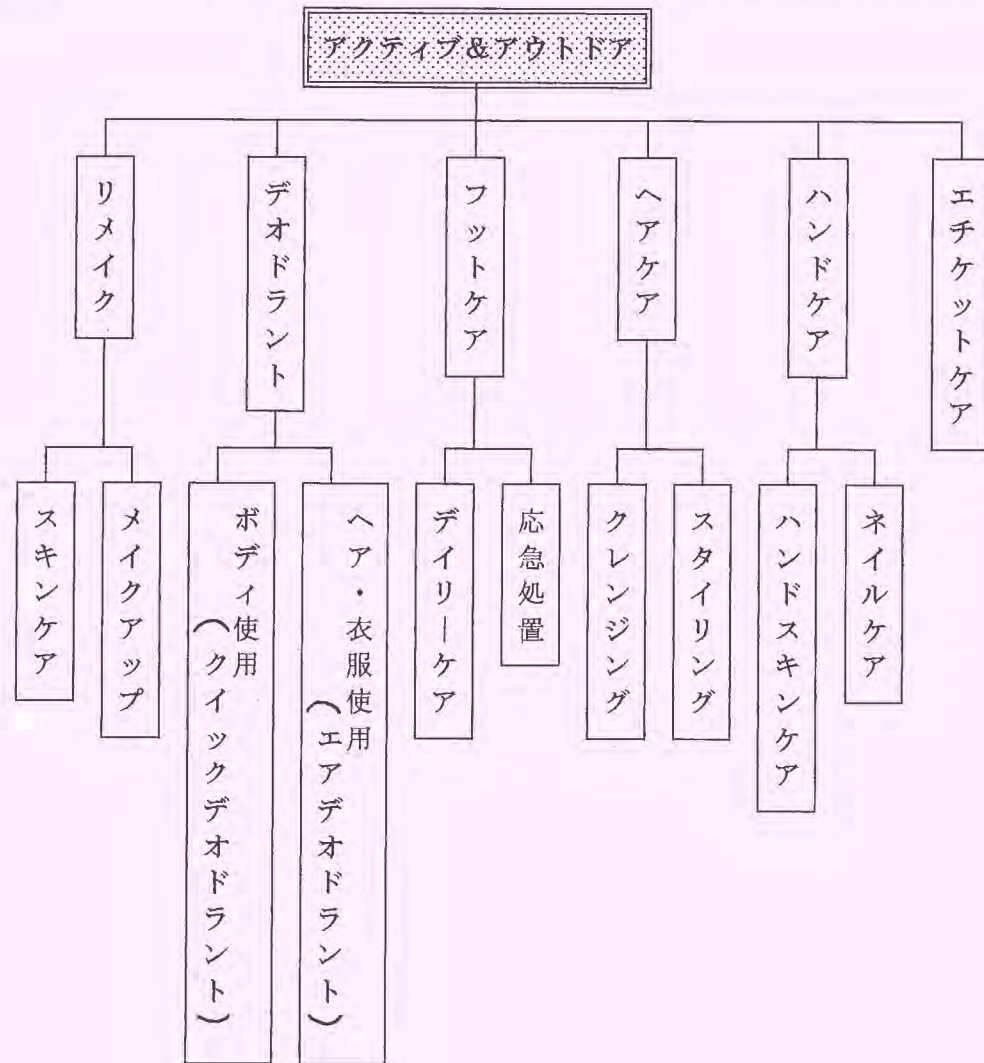 アクティブ&アウトドア
リメイク
デオドラント
フットケア
ヘアケア
ハンドケア
エチケットケア
スキンケア
メイクアップ
ボディ使用
(クイックデオドラント)
ヘア・衣服使用
(エアデオドラント)
デイリーケア
応急処置
クレンジング
スタイリング
ハンドスキンケア
ネイルケア